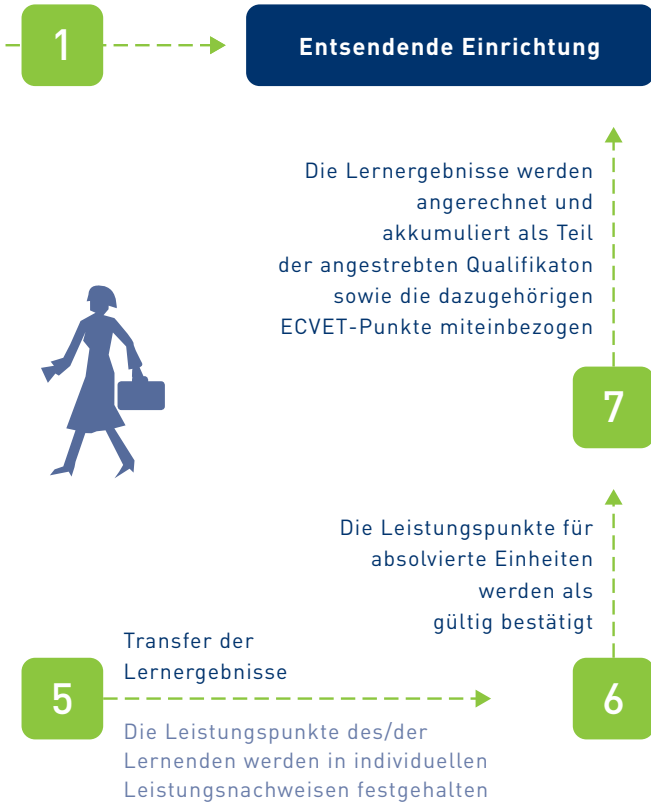 1
Entsendende Einrichtung
Die Lernergebnisse werden
angerechnet und
akkumuliert als Teil
der angestrebten Qualifikaton
sowie die dazugehörigen
ECVET-Punkte miteinbezogen
7
Die Leistungspunkte für
absolvierte Einheiten
werden als
gültig bestätigt
Transfer der
Lernergebnisse
5
6
Die Leistungspunkte des/der
Lernenden werden in individuellen
Leistungsnachweisen festgehalten